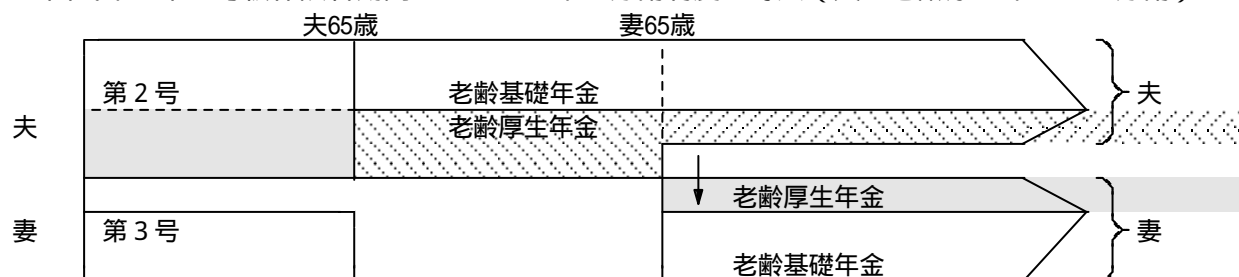 夫65歳 妻65歳
第2号 老齢基礎年金 夫
夫 老齢厚生年金
老齢厚生年金
妻 第3号 妻
老齢基礎年金